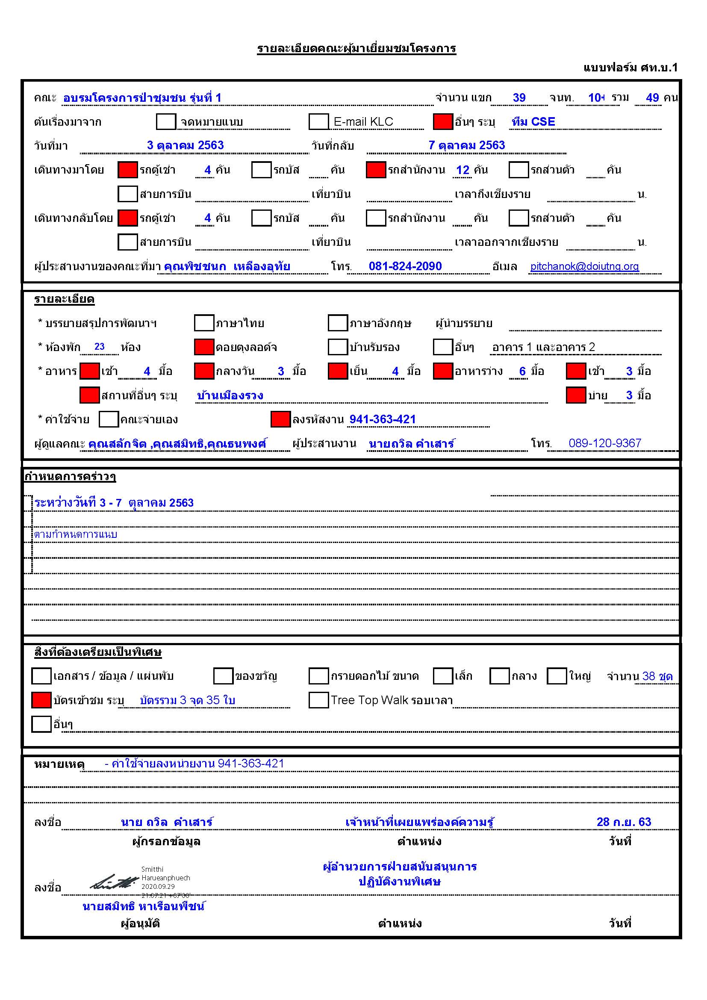 รายละเอียดคณะผู้มาเยี่ยมชมโครงการ
แบบฟอร์ม ศท.บ.1
คณะ อบรมโครงการป่าชุมชน รุ่นที่ 1 จำนวน แขก 39 จนท. 10 รวม 49 คน
ต้นเรื่องมาจาก จดหมายแนบ E-mail KLC อื่นๆ ระบุ ทีม CSE
วันที่มา 3 ตุลาคม 2563 วันที่กลับ 7 ตุลาคม 2563
เดินทางมาโดย รถตู้เช่า 4 คัน รถบัส คัน รถสำนักงาน 12 คัน รถส่วนตัว คัน
สายการบิน เที่ยวบิน เวลาถึงเชียงราย น.
เดินทางกลับโดย รถตู้เช่า 4 คัน รถบัส คัน รถสำนักงาน คัน รถส่วนตัว คัน
สายการบิน เที่ยวบิน เวลาออกจากเชียงราย น.
ผู้ประสานงานของคณะที่มา คุณพิชชนก เหลืองอุทัย โทร. 081-824-2090 อีเมล pitchanok@doiutng.org
รายละเอียด
* บรรยายสรุปการพัฒนาฯ ภาษาไทย ภาษาอังกฤษ ผู้นำบรรยาย
* ห้องพัก 23 ห้อง ดอยตุงลอด์จ บ้านรับรอง อื่นๆ อาคาร 1 และอาคาร 2
* อาหาร เช้า 4 มื้อ กลางวัน 3 มื้อ เย็น 4 มื้อ อาหารว่าง 6 มื้อ เช้า 3 มื้อ
สถานที่อื่นๆ ระบุ บ้านเมืองรวง บ่าย 3 มื้อ
* ค่าใช้จ่าย คณะจ่ายเอง ลงรหัสงาน 941-363-421
ผู้ดูแลคณะ คุณสลักจิต ,คุณสมิทธิ,คุณธนพงศ์ ผู้ประสานงาน นายถวิล คำเสาร์ โทร. 089-120-9367
กำหนดการคร่าวๆ
ระหว่างวันที่ 3 - 7 ตุลาคม 2563
ตามกำหนดการแนบ
สิ่งที่ต้องเตรียมเป็นพิเศษ
เอกสาร / ข้อมูล / แผ่นพับ ของขวัญ กรวยดอกไม้ ขนาด เล็ก กลาง ใหญ่ จำนวน 38 ชุด
บัตรเข้าชม ระบุ บัตรรวม 3 จุด 35 ใบ Tree Top Walk รอบเวลา
อื่นๆ
หมายเหตุ - ค่าใช้จ่ายลงหน่วยงาน 941-363-421
ลงชื่อ นาย ถวิล คำเสาร์ เจ้าหน้าที่เผยแพร่องค์ความรู้ 28 ก.ย. 63
ผู้กรอกข้อมูล ตำแหน่ง วันที่
Smitthi
Harueanphuech
2020.09.29
21:07:21 +07'00'
ผู้อำนวยการฝ่ายสนับสนุนการ
ปฏิบัติงานพิเศษ
ลงชื่อ
นายสมิทธิ หาเรือนพืชน์
ผู้อนุมัติ ตำแหน่ง วันที่